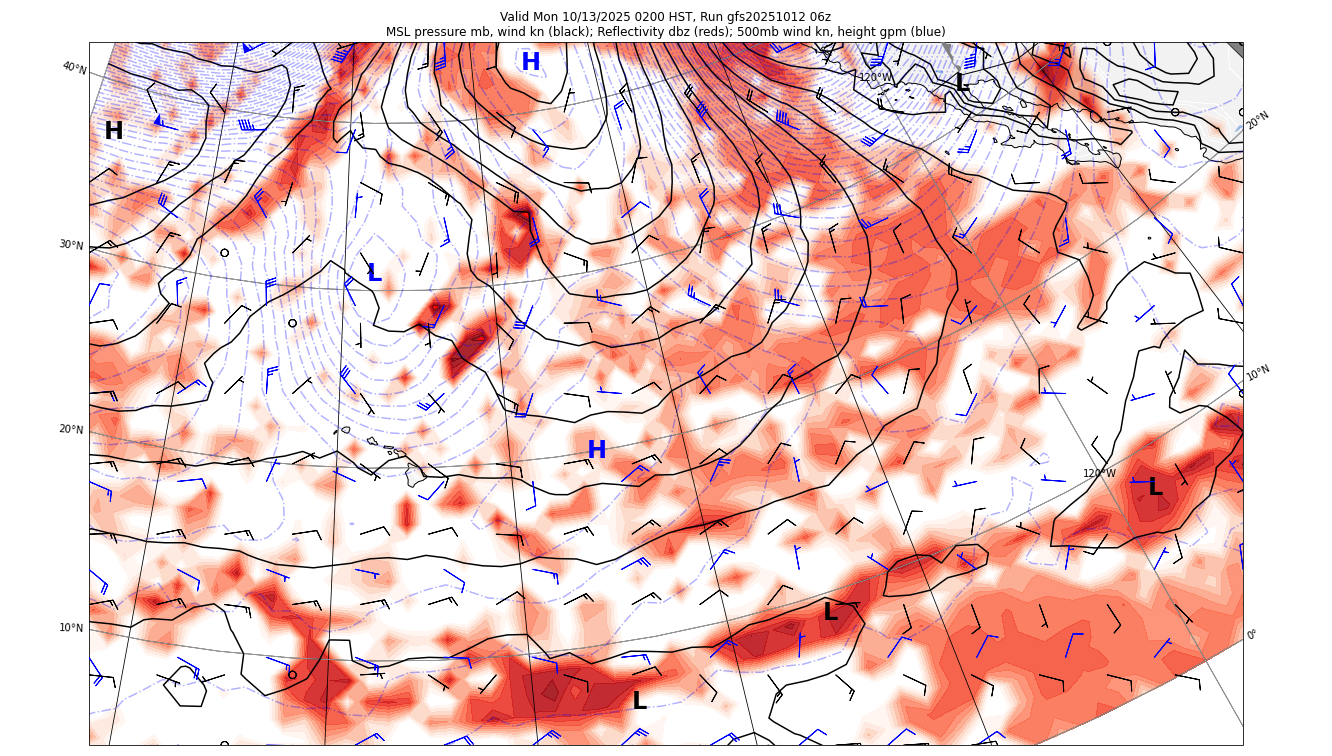 Valid Mon 10/13/2025 0200 HST, Run gfs20251012 06z
MSL pressure mb, wind kn (black); Reflectivity dbz (reds); 500mb wind kn, height gpm (blue)
H
40°N
120°W
L
20°N
H
30°N
L
10°N
20°N
H
120°W
L
L
10°N
0°
L